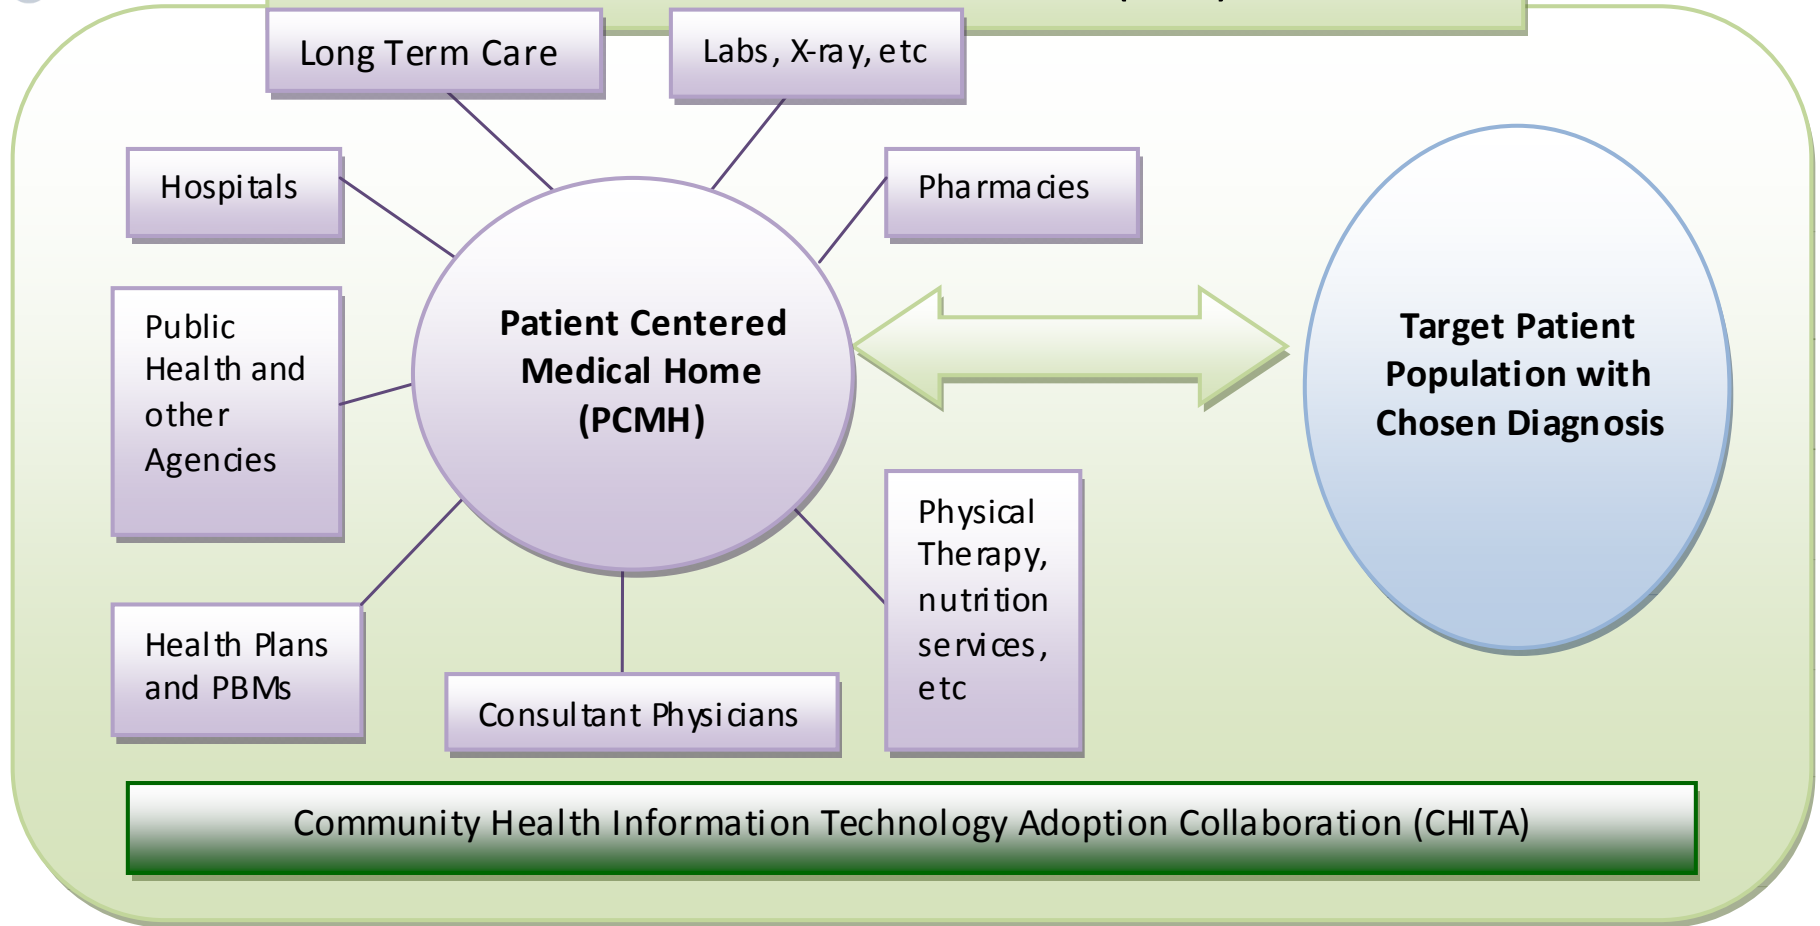 Long Term Care
Labs, X-ray, etc
Hospitals
Pharmacies
Public
Health and
other
Agencies
Patient Centered
Medical Home
(PCMH)
Target Patient
Population with
Chosen Diagnosis
Physical
Therapy,
nutrition
services,
etc
Health Plans
and PBMs
Consultant Physicians
Community Health Information Technology Adoption Collaboration (CHITA)